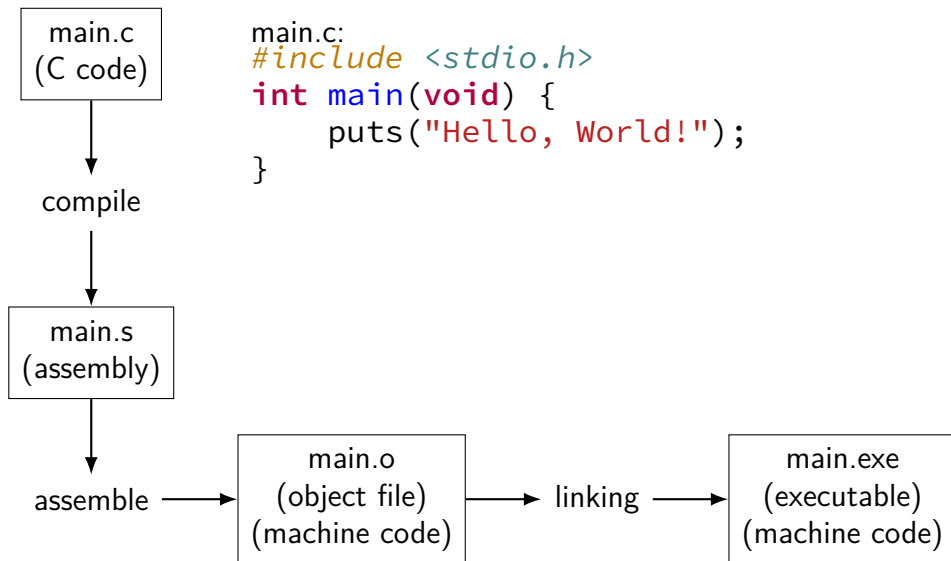 main.c
(C code)
main.c:
#include <stdio.h>
int main(void) {
    puts("Hello, World!");
}
compile
main.s
(assembly)
assemble
main.o
(object file)
(machine code)
linking
main.exe
(executable)
(machine code)